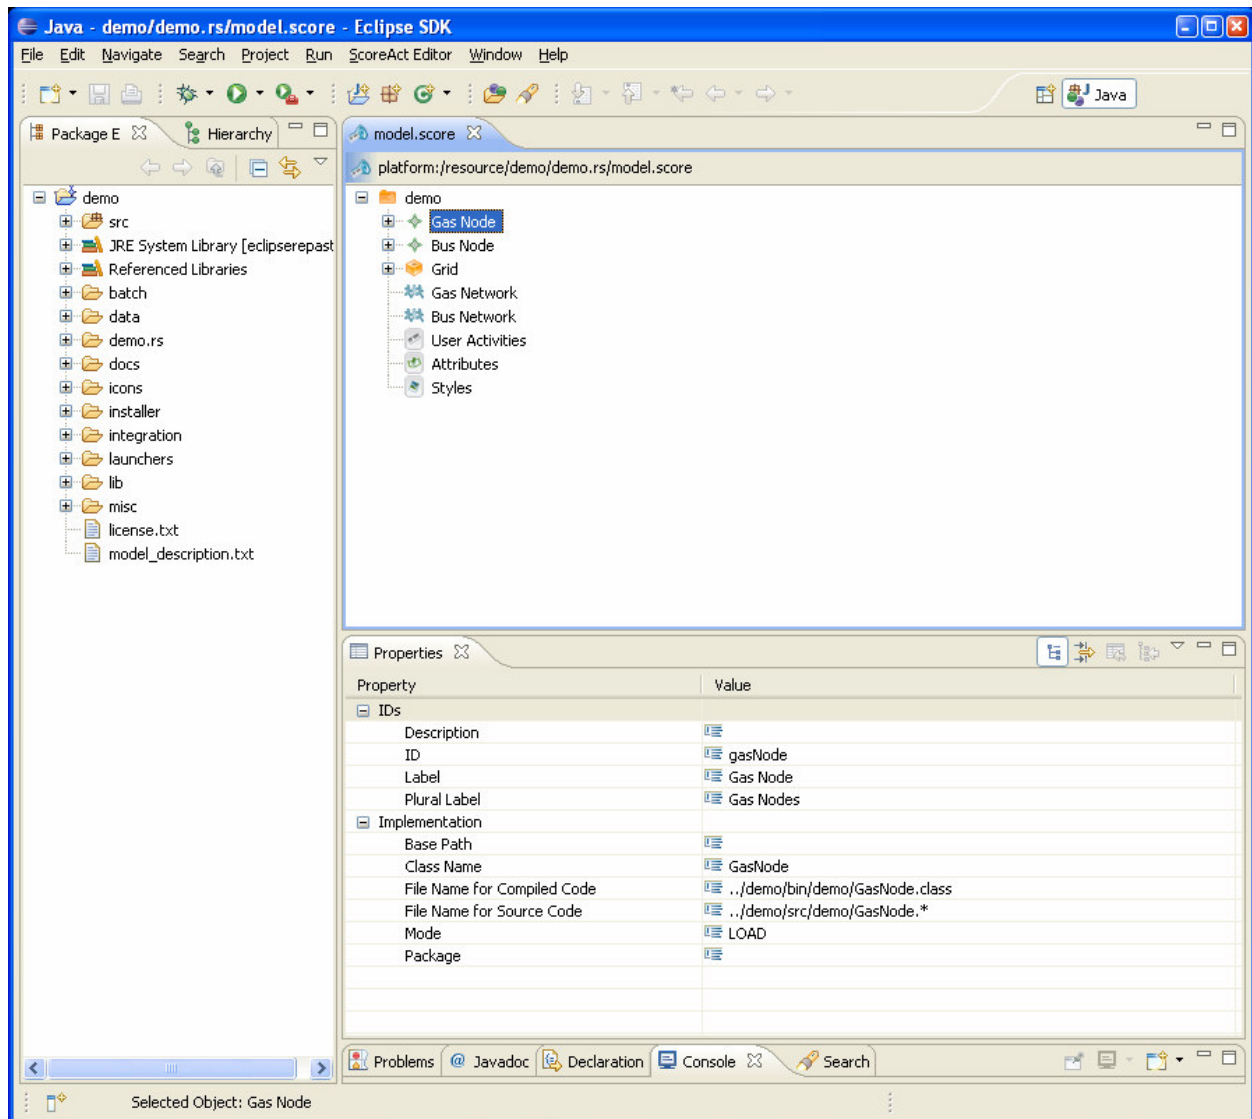 Java - demo/demo.rs/model.score - Eclipse SDK
File Edit Navigate Search Project Run ScoreAct Editor Window Help
Java
Package E
Hierarchy
demo
src
JRE System Library [eclipserepast
Referenced Libraries
batch
data
demo.rs
docs
icons
installer
integration
launchers
lib
misc
license.txt
model_description.txt
model.score
platform:/resource/demo/demo.rs/model.score
demo
Gas Node
Bus Node
Grid
Gas Network
Bus Network
User Activities
Attributes
Styles
Properties
Property Value
IDs
Description
ID gasNode
Label Gas Node
Plural Label Gas Nodes
Implementation
Base Path
Class Name GasNode
File Name for Compiled Code ../demo/bin/demo/GasNode.class
File Name for Source Code ../demo/src/demo/GasNode.*
Mode LOAD
Package
Problems @ Javadoc Declaration Console Search
Selected Object: Gas Node